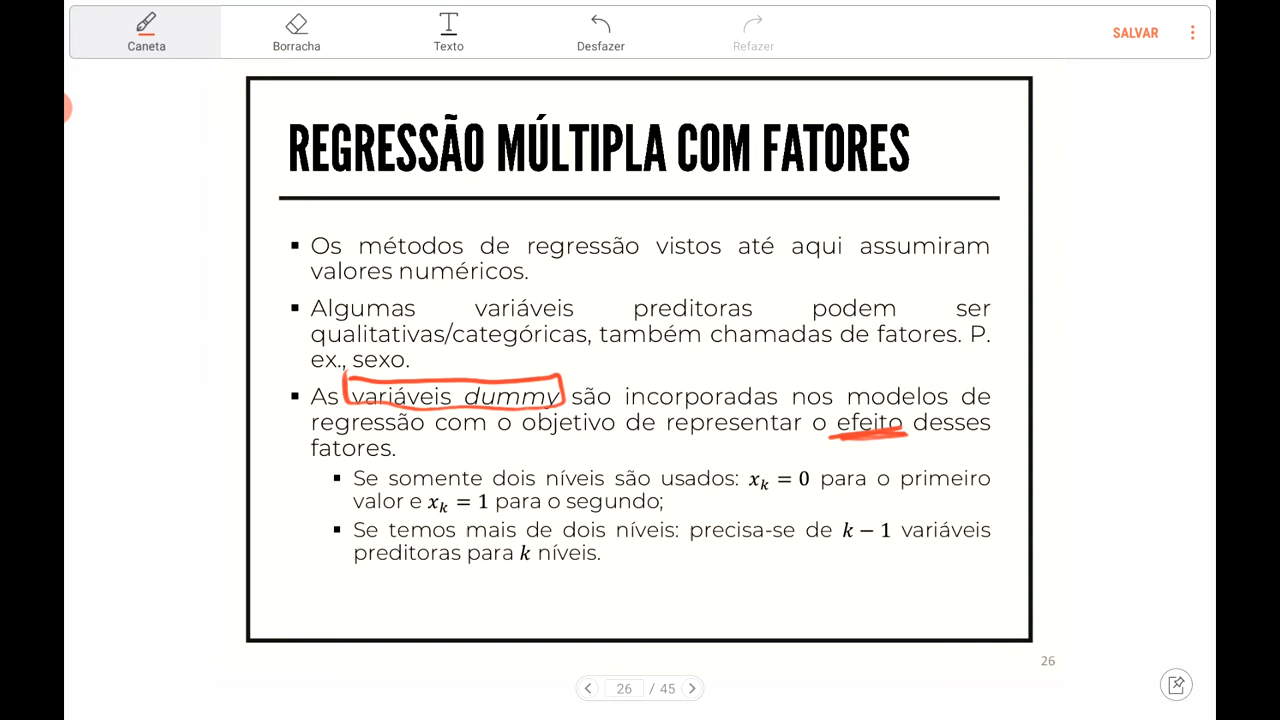 Caneta
Borracha
Texto
Desfazer
Refazer
SALVAR
REGRESSÃO MÚLTIPLA COM FATORES
▪ Os métodos de regressão vistos até aqui assumiram
valores numéricos.
▪ Algumas variáveis preditoras podem ser
qualitativas/categóricas, também chamadas de fatores. P.
ex., sexo.
▪ As variáveis dummy são incorporadas nos modelos de
regressão com o objetivo de representar o efeito desses
fatores.
▪ Se somente dois níveis são usados: xₖ = 0 para o primeiro
valor e xₖ = 1 para o segundo;
▪ Se temos mais de dois níveis: precisa-se de k − 1 variáveis
preditoras para k níveis.
26
26 / 45